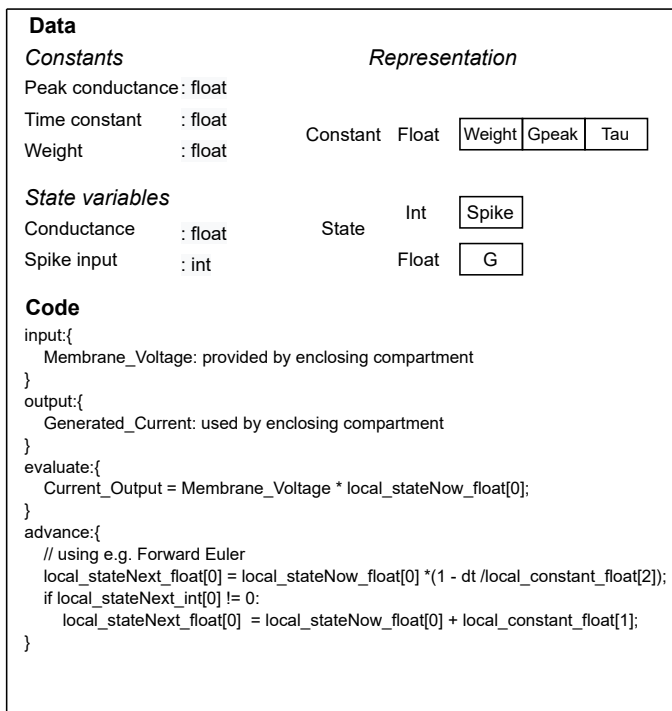 Data
Constants Representation
Peak conductance : float
Time constant : float
Weight : float
Constant Float Weight Gpeak Tau
State variables
Conductance : float
Spike input : int
State Int Spike
Float G
Code
input:{
Membrane_Voltage: provided by enclosing compartment
}
output:{
Generated_Current: used by enclosing compartment
}
evaluate:{
Current_Output = Membrane_Voltage * local_stateNow_float[0];
}
advance:{
// using e.g. Forward Euler
local_stateNext_float[0] = local_stateNow_float[0] *(1 - dt /local_constant_float[2]);
if local_stateNext_int[0] != 0:
local_stateNext_float[0]  = local_stateNow_float[0] + local_constant_float[1];
}